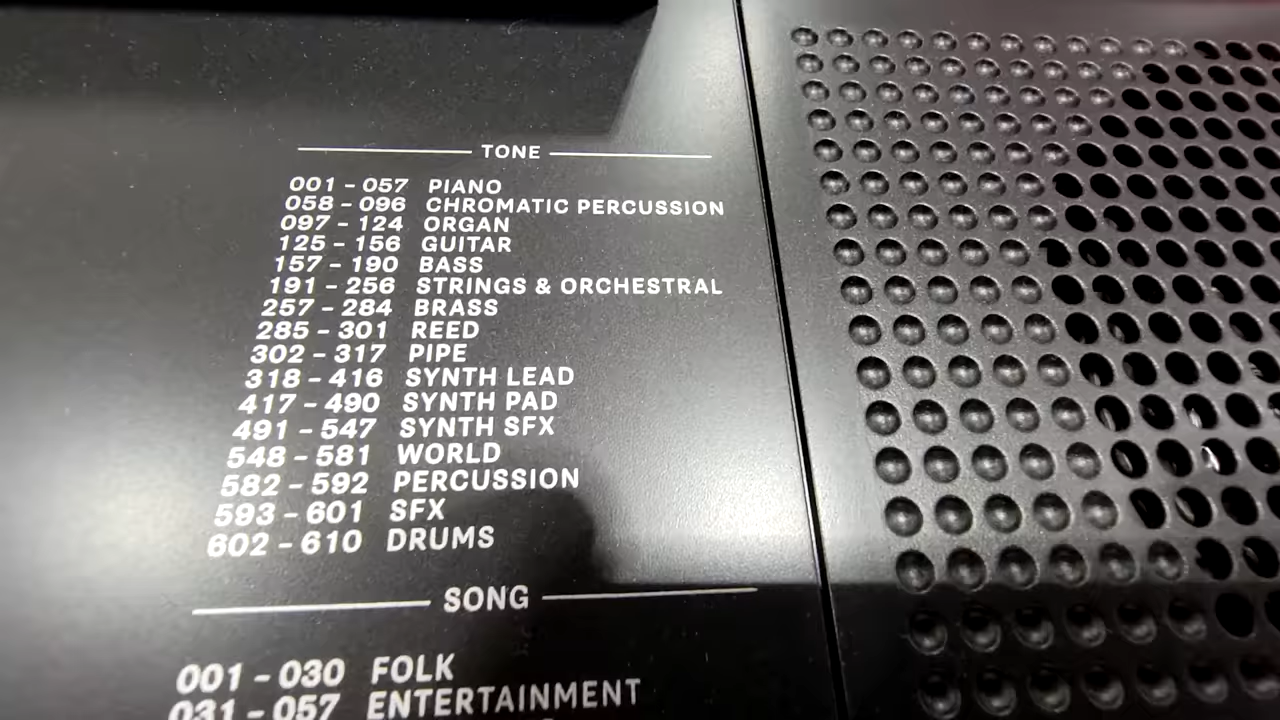 TONE
001 - 057 PIANO
058 - 096 CHROMATIC PERCUSSION
097 - 124 ORGAN
125 - 156 GUITAR
157 - 190 BASS
191 - 256 STRINGS & ORCHESTRAL
257 - 284 BRASS
285 - 301 REED
302 - 317 PIPE
318 - 416 SYNTH LEAD
417 - 490 SYNTH PAD
491 - 547 SYNTH SFX
548 - 581 WORLD
582 - 592 PERCUSSION
593 - 601 SFX
602 - 610 DRUMS
SONG
001 - 030 FOLK
031 - 057 ENTERTAINMENT